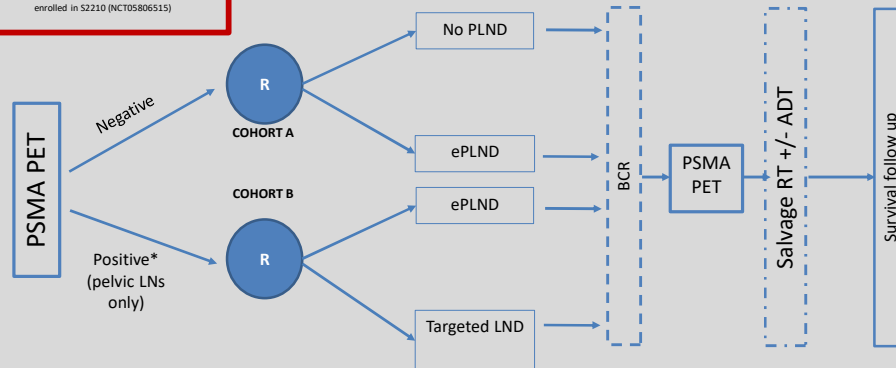 enrolled in S2210 (NCT05806515)
PSMA PET
Negative
R
COHORT A
No PLND
ePLND
COHORT B
Positive*
(pelvic LNs
only)
R
ePLND
Targeted LND
BCR
PSMA
PET
Salvage RT +/- ADT
Survival follow up